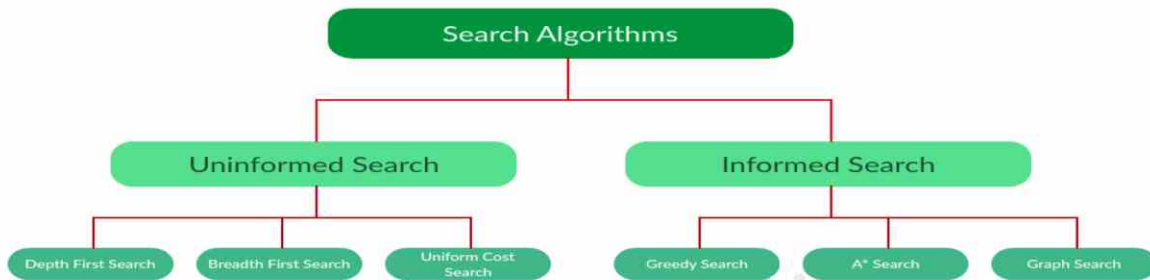 Search Algorithms
Uninformed Search
Informed Search
Depth First Search
Breadth First Search
Uniform Cost
Search
Greedy Search
A* Search
Graph Search